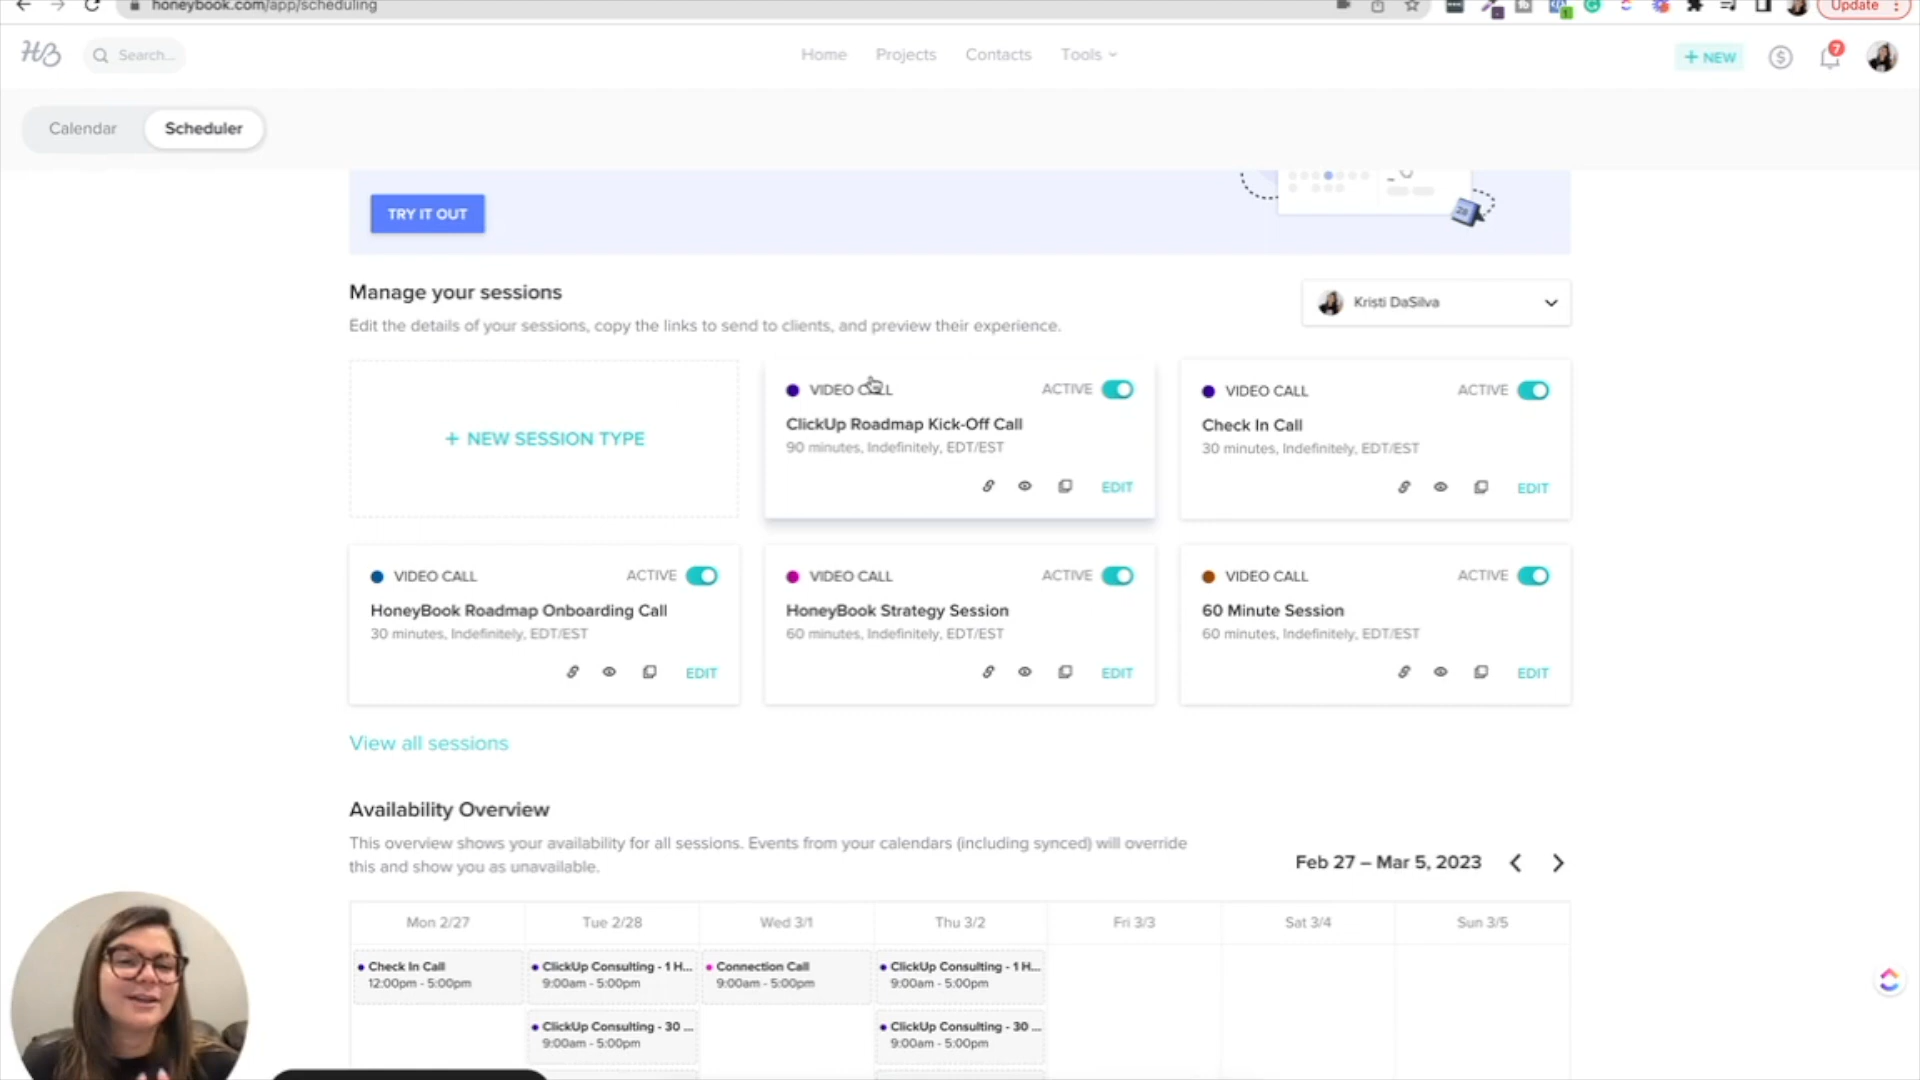 honeybook.com/app/scheduling
Update
HB
Search...
Home
Projects
Contacts
Tools
+ NEW
7
Calendar
Scheduler
TRY IT OUT
Manage your sessions
Kristi DaSilva
Edit the details of your sessions, copy the links to send to clients, and preview their experience.
+ NEW SESSION TYPE
VIDEO CALL
ACTIVE
ClickUp Roadmap Kick-Off Call
90 minutes, Indefinitely, EDT/EST
EDIT
VIDEO CALL
ACTIVE
Check In Call
30 minutes, Indefinitely, EDT/EST
EDIT
VIDEO CALL
ACTIVE
HoneyBook Roadmap Onboarding Call
30 minutes, Indefinitely, EDT/EST
EDIT
VIDEO CALL
ACTIVE
HoneyBook Strategy Session
60 minutes, Indefinitely, EDT/EST
EDIT
VIDEO CALL
ACTIVE
60 Minute Session
60 minutes, Indefinitely, EDT/EST
EDIT
View all sessions
Availability Overview
This overview shows your availability for all sessions. Events from your calendars (including synced) will override
this and show you as unavailable.
Feb 27 – Mar 5, 2023
Mon 2/27
Tue 2/28
Wed 3/1
Thu 3/2
Fri 3/3
Sat 3/4
Sun 3/5
Check In Call
12:00pm - 5:00pm
ClickUp Consulting - 1 H...
9:00am - 5:00pm
Connection Call
9:00am - 5:00pm
ClickUp Consulting - 1 H...
9:00am - 5:00pm
ClickUp Consulting - 30 ...
9:00am - 5:00pm
ClickUp Consulting - 30 ...
9:00am - 5:00pm